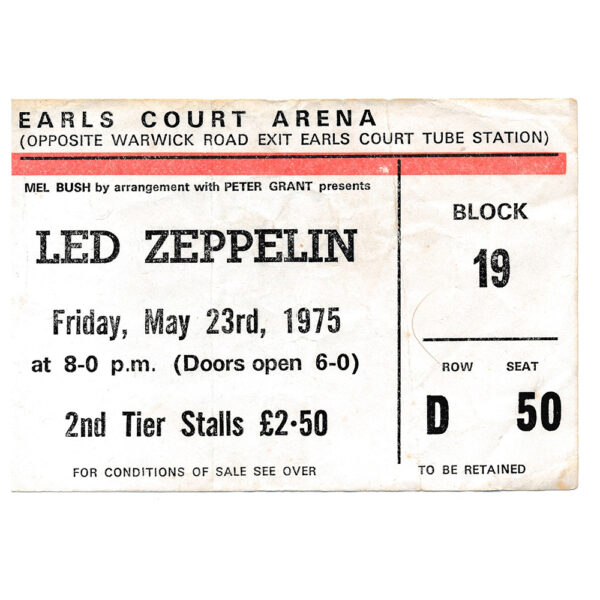 EARLS COURT ARENA
(OPPOSITE WARWICK ROAD EXIT EARLS COURT TUBE STATION)
MEL BUSH by arrangement with PETER GRANT presents
LED ZEPPELIN
Friday, May 23rd, 1975
at 8-0 p.m. (Doors open 6-0)
2nd Tier Stalls £2·50
FOR CONDITIONS OF SALE SEE OVER
BLOCK
19
ROW SEAT
D 50
TO BE RETAINED